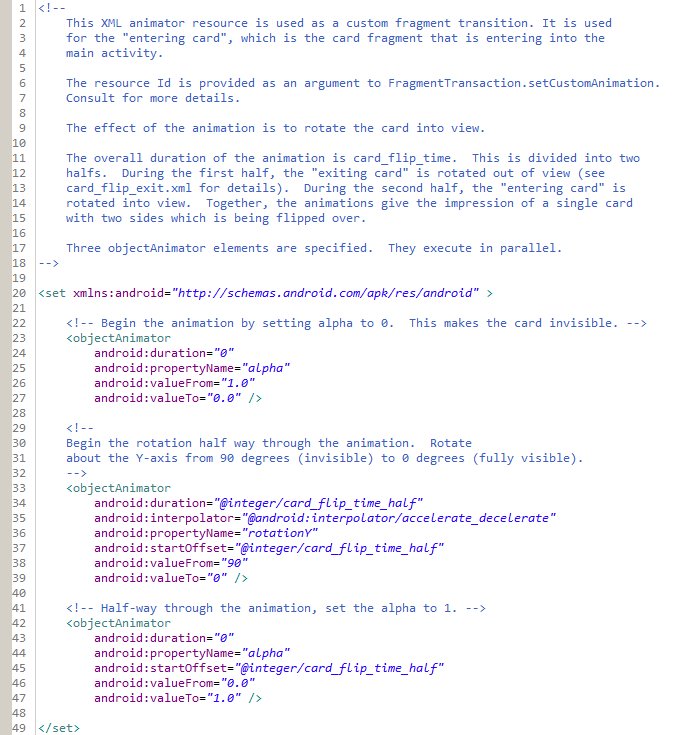 1 <!--
2 This XML animator resource is used as a custom fragment transition. It is used
3 for the "entering card", which is the card fragment that is entering into the
4 main activity.
5
6 The resource Id is provided as an argument to FragmentTransaction.setCustomAnimation.
7 Consult for more details.
8
9 The effect of the animation is to rotate the card into view.
10
11 The overall duration of the animation is card_flip_time.  This is divided into two
12 halfs.  During the first half, the "exiting card" is rotated out of view (see
13 card_flip_exit.xml for details).  During the second half, the "entering card" is
14 rotated into view.  Together, the animations give the impression of a single card
15 with two sides which is being flipped over.
16
17 Three objectAnimator elements are specified.  They execute in parallel.
18 -->
19
20 <set xmlns:android="http://schemas.android.com/apk/res/android" >
21
22 <!-- Begin the animation by setting alpha to 0.  This makes the card invisible. -->
23 <objectAnimator
24 android:duration="0"
25 android:propertyName="alpha"
26 android:valueFrom="1.0"
27 android:valueTo="0.0" />
28
29 <!--
30 Begin the rotation half way through the animation.  Rotate
31 about the Y-axis from 90 degrees (invisible) to 0 degrees (fully visible).
32 -->
33 <objectAnimator
34 android:duration="@integer/card_flip_time_half"
35 android:interpolator="@android:interpolator/accelerate_decelerate"
36 android:propertyName="rotationY"
37 android:startOffset="@integer/card_flip_time_half"
38 android:valueFrom="90"
39 android:valueTo="0" />
40
41 <!-- Half-way through the animation, set the alpha to 1. -->
42 <objectAnimator
43 android:duration="0"
44 android:propertyName="alpha"
45 android:startOffset="@integer/card_flip_time_half"
46 android:valueFrom="0.0"
47 android:valueTo="1.0" />
48
49 </set>